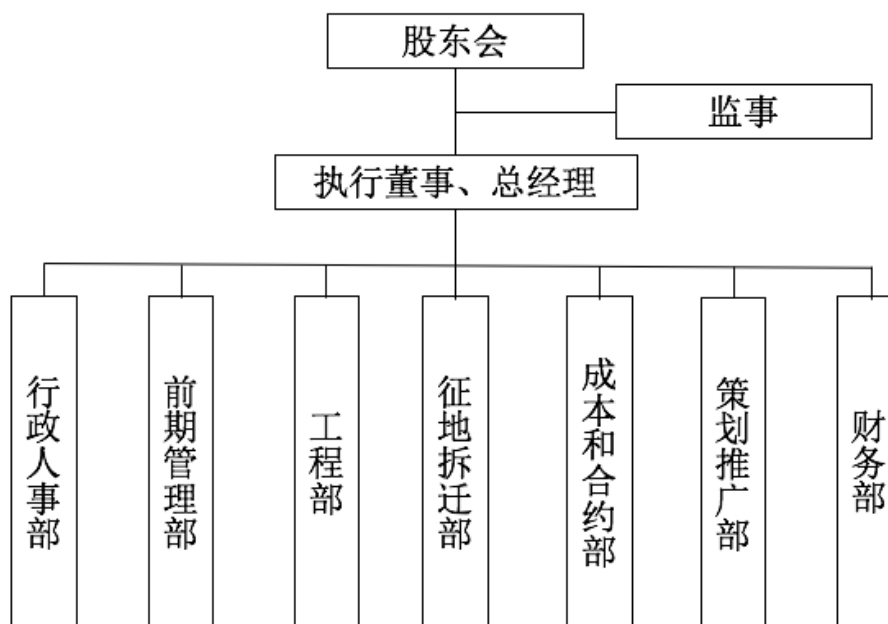 股东会
监事
执行董事、总经理
行政人事部
前期管理部
工程部
征地拆迁部
成本和合约部
策划推广部
财务部